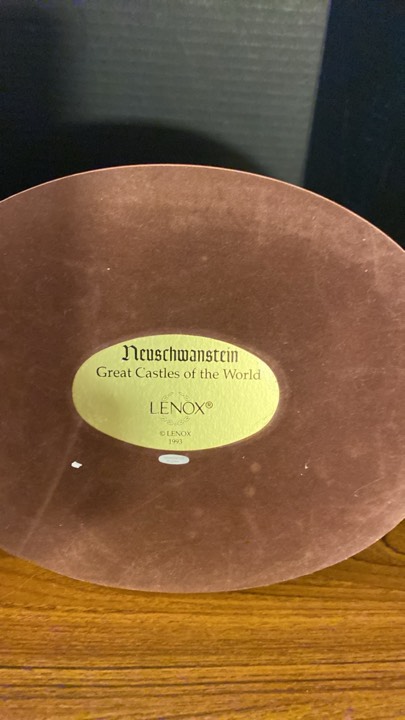 Neuschwanstein
Great Castles of the World
LENOX®
© LENOX
1993